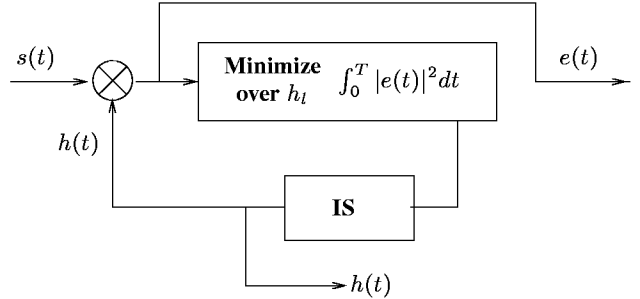 s(t)
Minimize
over h_l ∫_0^T |e(t)|^2 dt
e(t)
h(t)
IS
h(t)